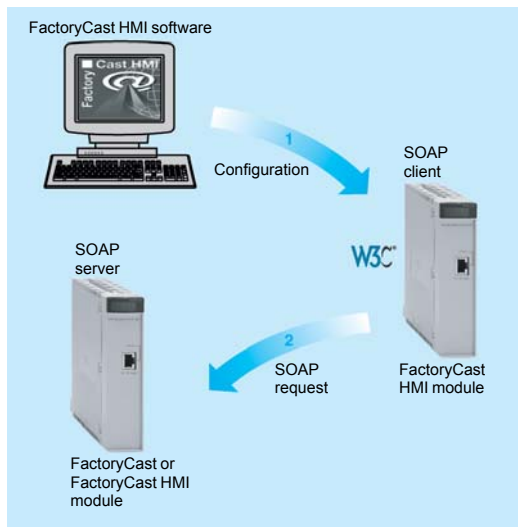 FactoryCast HMI software
Factory
Cast HMI
@
1
Configuration
SOAP
client
W3C
SOAP
server
2
SOAP
request
FactoryCast
HMI module
FactoryCast or
FactoryCast HMI
module